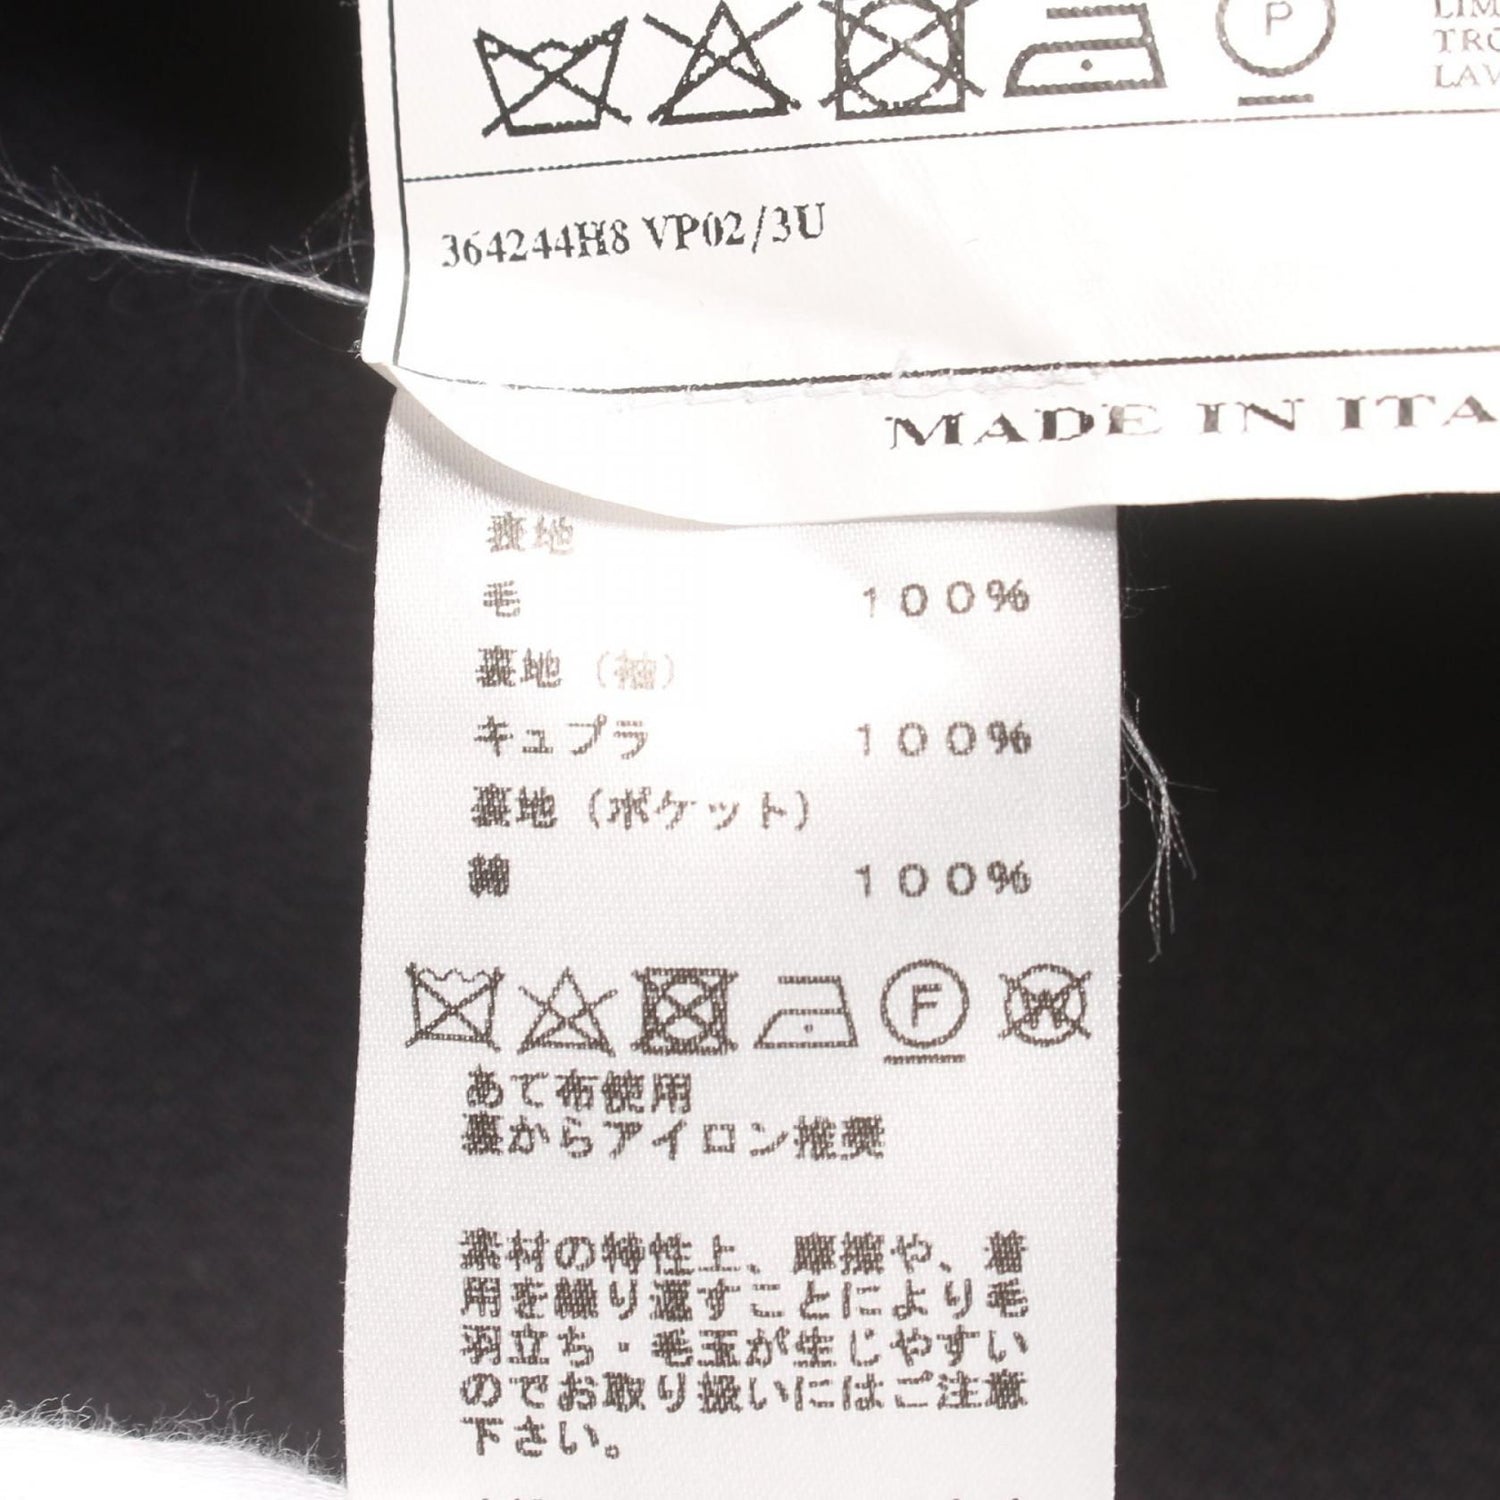 P
LIM
TRO
LAV
364244H8 VP02/3U
MADE IN ITA
表地
毛 100%
裏地（袖）
キュプラ 100%
裏地（ポケット）
綿 100%
F W
あて布使用
裏からアイロン推奨
素材の特性上、摩擦や、着
用を繰り返すことにより毛
羽立ち・毛玉が生じやすい
のでお取り扱いにはご注意
下さい。